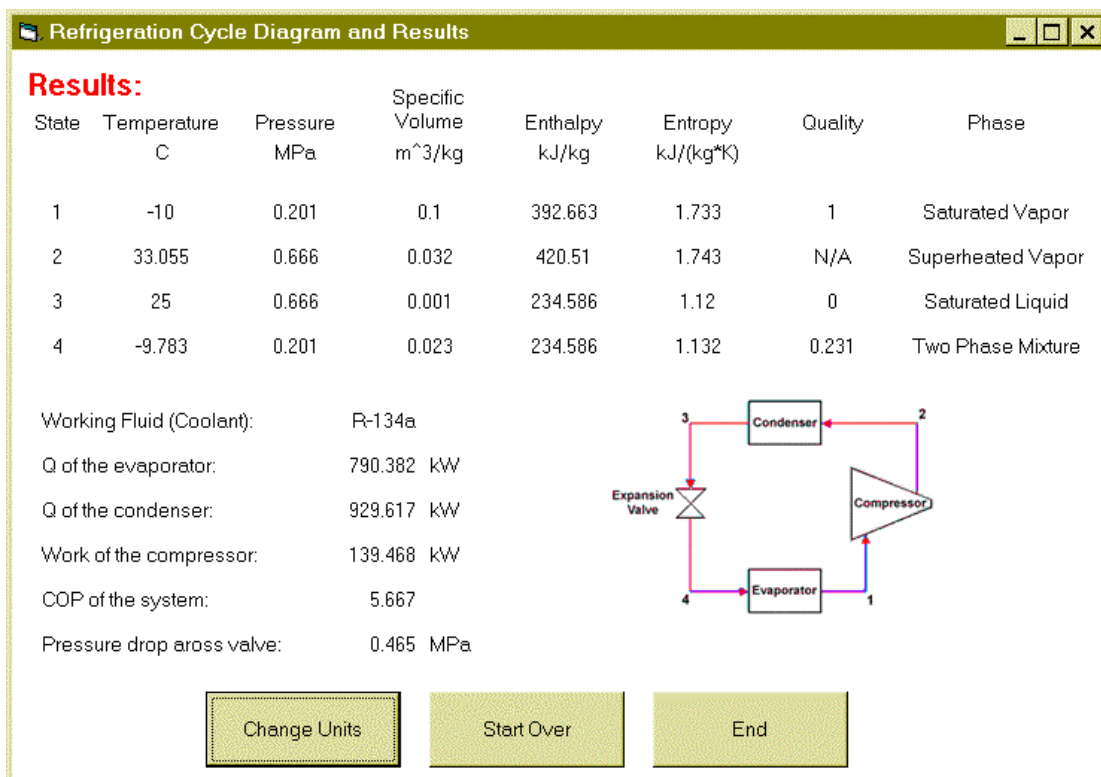 Refrigeration Cycle Diagram and Results
Results:
State Temperature Pressure Specific Volume Enthalpy Entropy Quality Phase
C MPa m^3/kg kJ/kg kJ/(kg*K)
1 -10 0.201 0.1 392.663 1.733 1 Saturated Vapor
2 33.055 0.666 0.032 420.51 1.743 N/A Superheated Vapor
3 25 0.666 0.001 234.586 1.12 0 Saturated Liquid
4 -9.783 0.201 0.023 234.586 1.132 0.231 Two Phase Mixture
Working Fluid (Coolant): R-134a
Q of the evaporator: 790.382 kW
Q of the condenser: 929.617 kW
Work of the compressor: 139.468 kW
COP of the system: 5.667
Pressure drop aross valve: 0.465 MPa
3 Condenser 2
Expansion
Valve
Compressor
4 Evaporator 1
Change Units Start Over End